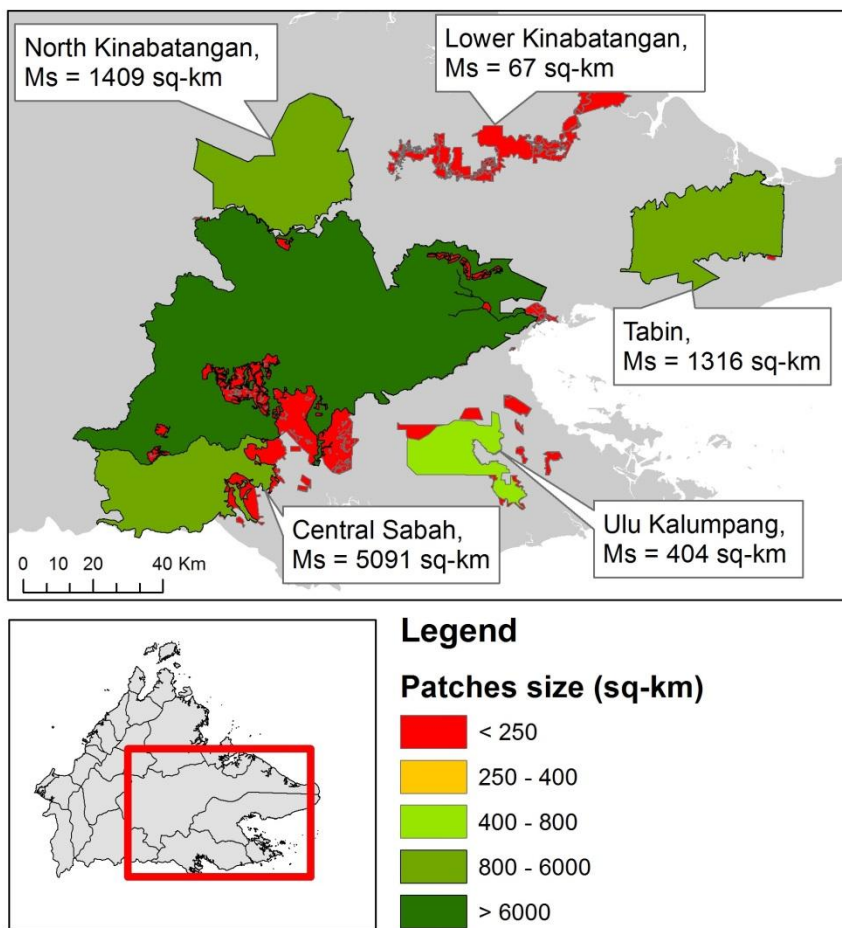 North Kinabatangan,
Ms = 1409 sq-km
Lower Kinabatangan,
Ms = 67 sq-km
Tabin,
Ms = 1316 sq-km
Central Sabah,
Ms = 5091 sq-km
Ulu Kalumpang,
Ms = 404 sq-km
0 10 20 40 Km
Legend
Patches size (sq-km)
< 250
250 - 400
400 - 800
800 - 6000
> 6000